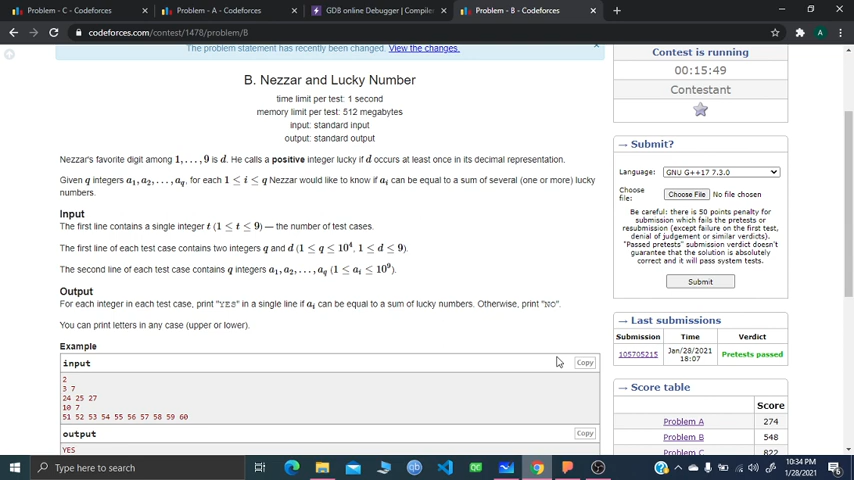 Problem - C - Codeforces
Problem - A - Codeforces
GDB online Debugger | Compiler
Problem - B - Codeforces
codeforces.com/contest/1478/problem/B
The problem statement has recently been changed. View the changes.
B. Nezzar and Lucky Number
time limit per test: 1 second
memory limit per test: 512 megabytes
input: standard input
output: standard output
Nezzar's favorite digit among 1,…,9 is d. He calls a positive integer lucky if d occurs at least once in its decimal representation.
Given q integers a₁, a₂, …, a_q, for each 1 ≤ i ≤ q Nezzar would like to know if aᵢ can be equal to a sum of several (one or more) lucky
numbers.
Input
The first line contains a single integer t (1 ≤ t ≤ 9) — the number of test cases.
The first line of each test case contains two integers q and d (1 ≤ q ≤ 10⁴, 1 ≤ d ≤ 9).
The second line of each test case contains q integers a₁, a₂, …, a_q (1 ≤ aᵢ ≤ 10⁹).
Output
For each integer in each test case, print "YES" in a single line if aᵢ can be equal to a sum of lucky numbers. Otherwise, print "NO".
You can print letters in any case (upper or lower).
Example
input
Copy
2
3 7
24 25 27
10 7
51 52 53 54 55 56 57 58 59 60
output
Copy
YES
Contest is running
00:15:49
Contestant
→ Submit?
Language: GNU G++17 7.3.0
Choose
file:
Choose File No file chosen
Be careful: there is 50 points penalty for
submission which fails the pretests or
resubmission (except failure on the first test,
denial of judgement or similar verdicts).
"Passed pretests" submission verdict doesn't
guarantee that the solution is absolutely
correct and it will pass system tests.
Submit
→ Last submissions
Submission Time Verdict
105705215 Jan/28/2021
18:07 Pretests passed
→ Score table
Score
Problem A 274
Problem B 548
Problem C 822
Type here to search
10:34 PM
1/28/2021